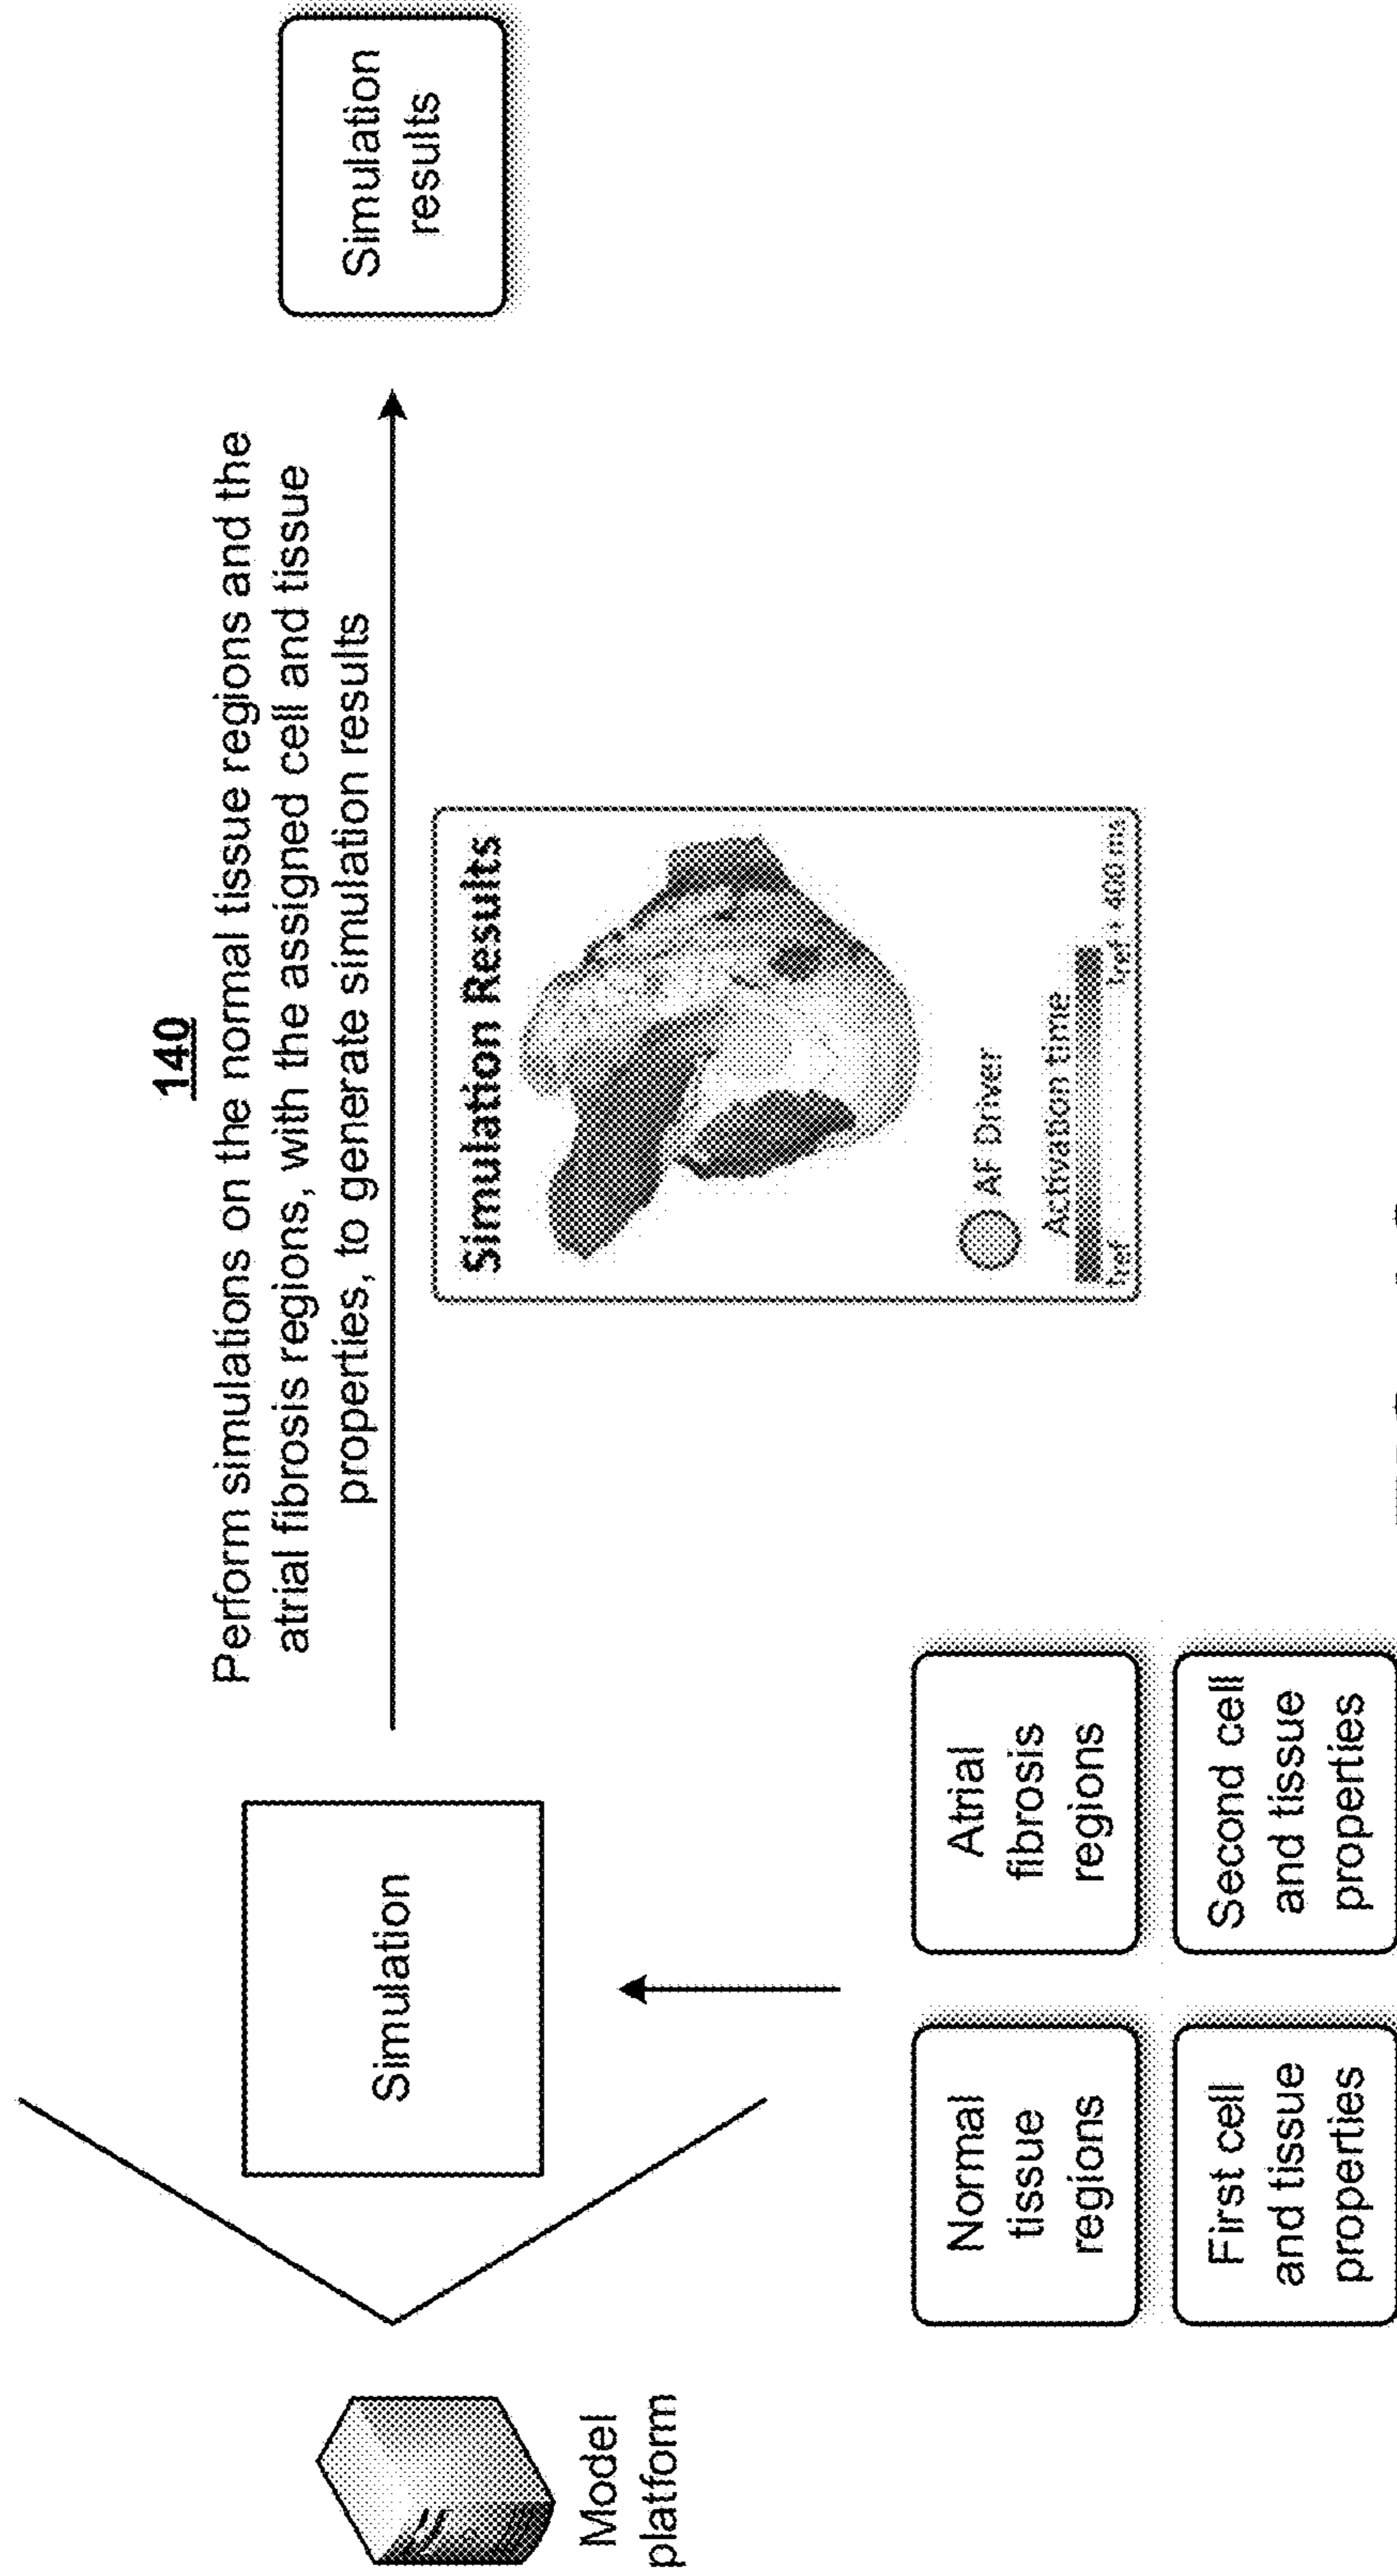 140
Perform simulations on the normal tissue regions and the
atrial fibrosis regions, with the assigned cell and tissue
properties, to generate simulation results
Model
platform
Simulation
Simulation
results
Simulation Results
AF Driver
Activation time
Tref
Tref + 400 ms
Normal
tissue
regions
Atrial
fibrosis
regions
First cell
and tissue
properties
Second cell
and tissue
properties